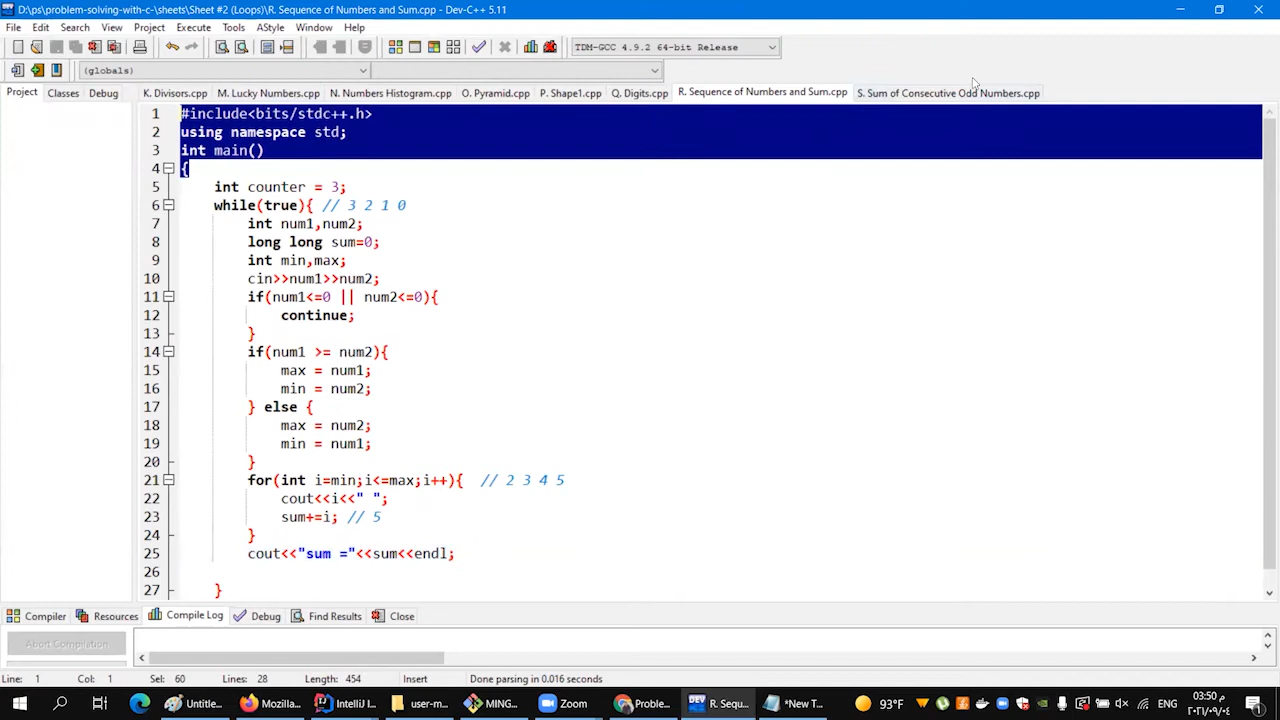 D:\ps\problem-solving-with-c-\sheets\Sheet #2 (Loops)\R. Sequence of Numbers and Sum.cpp - Dev-C++ 5.11
File Edit Search View Project Execute Tools AStyle Window Help
TDM-GCC 4.9.2 64-bit Release
(globals)
Project Classes Debug K. Divisors.cpp M. Lucky Numbers.cpp N. Numbers Histogram.cpp O. Pyramid.cpp P. Shape1.cpp Q. Digits.cpp R. Sequence of Numbers and Sum.cpp S. Sum of Consecutive Odd Numbers.cpp
1 #include<bits/stdc++.h>
2 using namespace std;
3 int main()
4 {
5 int counter = 3;
6 while(true){ // 3 2 1 0
7 int num1,num2;
8 long long sum=0;
9 int min,max;
10 cin>>num1>>num2;
11 if(num1<=0 || num2<=0){
12 continue;
13 }
14 if(num1 >= num2){
15 max = num1;
16 min = num2;
17 } else {
18 max = num2;
19 min = num1;
20 }
21 for(int i=min;i<=max;i++){ // 2 3 4 5
22 cout<<i<<" ";
23 sum+=i; // 5
24 }
25 cout<<"sum ="<<sum<<endl;
26
27 }
Compiler Resources Compile Log Debug Find Results Close
Abort Compilation
Line: 1 Col: 1 Sel: 60 Lines: 28 Length: 454 Insert Done parsing in 0.016 seconds
Untitle... Mozilla... IntelliJ I... user-m... MING... Zoom Proble... DEV R. Sequ... *New T... 93°F ENG 03:50 م